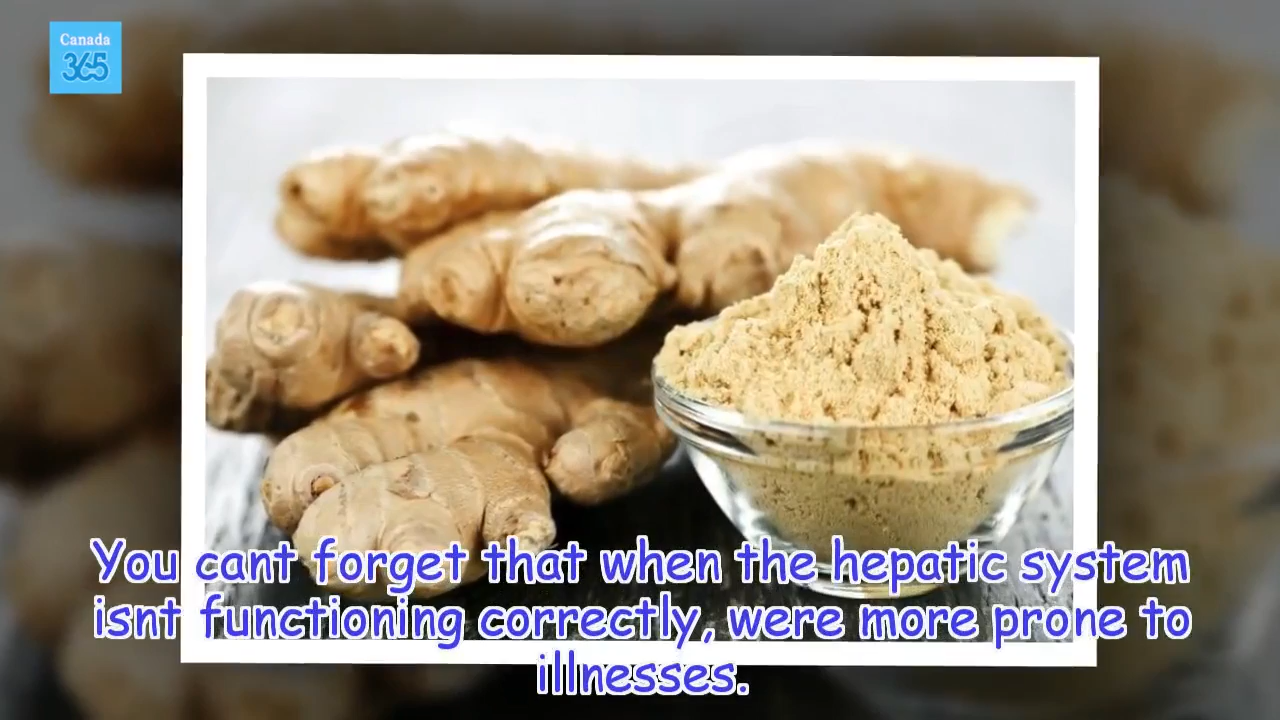 Canada
365
You cant forget that when the hepatic system
isnt functioning correctly, were more prone to
illnesses.